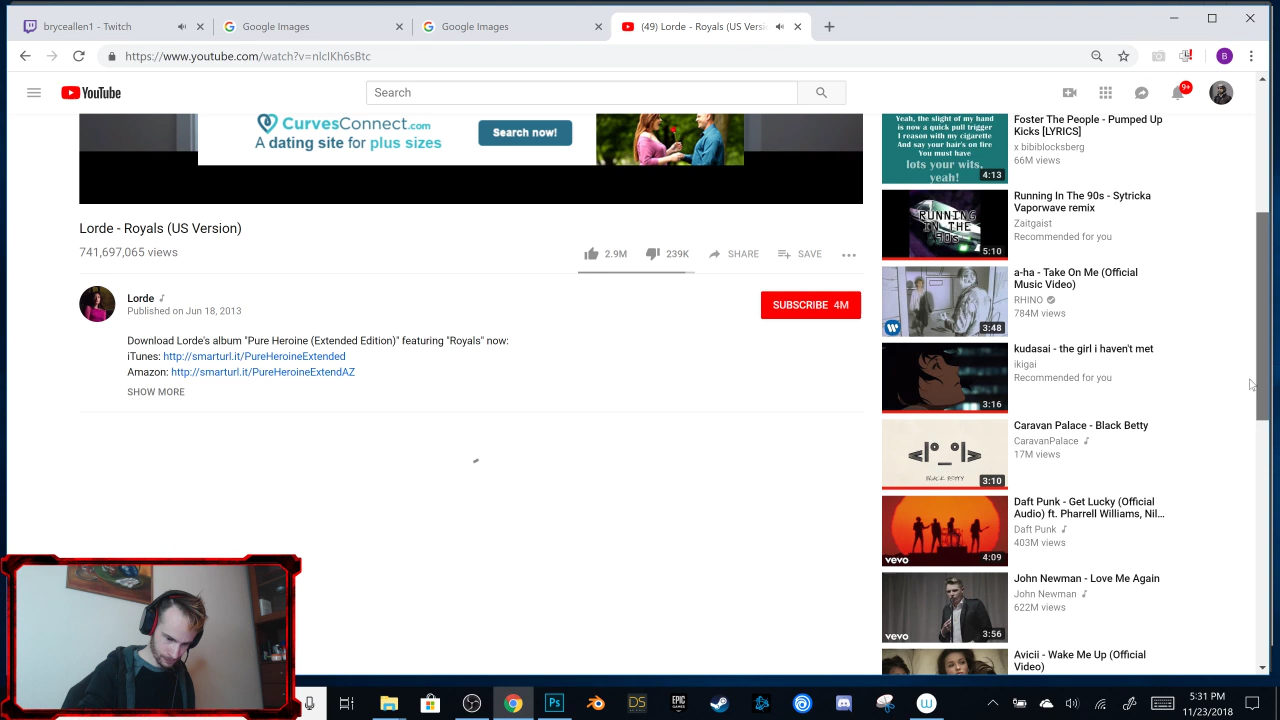 bryceallen1 - Twitch
Google Images
Google Images
(49) Lorde - Royals (US Versi
https://www.youtube.com/watch?v=nlcIKh6sBtc
B
YouTube
Search
9+
CurvesConnect.com
A dating site for plus sizes
Search now!
Lorde - Royals (US Version)
741,697,065 views
2.9M
239K
SHARE
SAVE
Lorde
Published on Jun 18, 2013
SUBSCRIBE 4M
Download Lorde's album "Pure Heroine (Extended Edition)" featuring "Royals" now:
iTunes: http://smarturl.it/PureHeroineExtended
Amazon: http://smarturl.it/PureHeroineExtendAZ
SHOW MORE
Yeah, the slight of my hand
is now a quick pull trigger
I reason with my cigarette
And say your hair's on fire
You must have
lots your wits,
yeah!
4:13
Foster The People - Pumped Up
Kicks [LYRICS]
x bibiblocksberg
66M views
RUNNING
IN THE
90s
5:10
Running In The 90s - Sytricka
Vaporwave remix
Zaitgaist
Recommended for you
3:48
a-ha - Take On Me (Official
Music Video)
RHINO
784M views
3:16
kudasai - the girl i haven't met
ikigai
Recommended for you
<|°_°|>
BLACK BETTY
3:10
Caravan Palace - Black Betty
CaravanPalace
17M views
vevo
4:09
Daft Punk - Get Lucky (Official
Audio) ft. Pharrell Williams, Nil...
Daft Punk
403M views
vevo
3:56
John Newman - Love Me Again
John Newman
622M views
Avicii - Wake Me Up (Official
Video)
Ps
DS
EPIC
GAMES
W
5:31 PM
11/23/2018